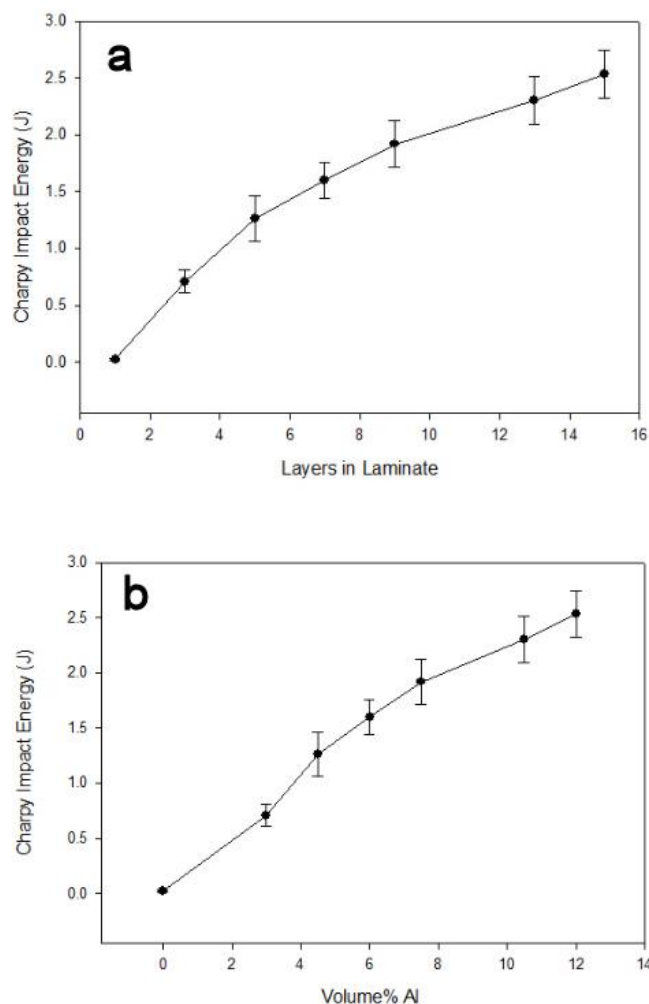 a
3.0
2.5
2.0
1.5
1.0
0.5
0.0
Charpy Impact Energy (J)
0 2 4 6 8 10 12 14 16
Layers in Laminate
b
3.0
2.5
2.0
1.5
1.0
0.5
0.0
Charpy Impact Energy (J)
0 2 4 6 8 10 12 14
Volume% Al